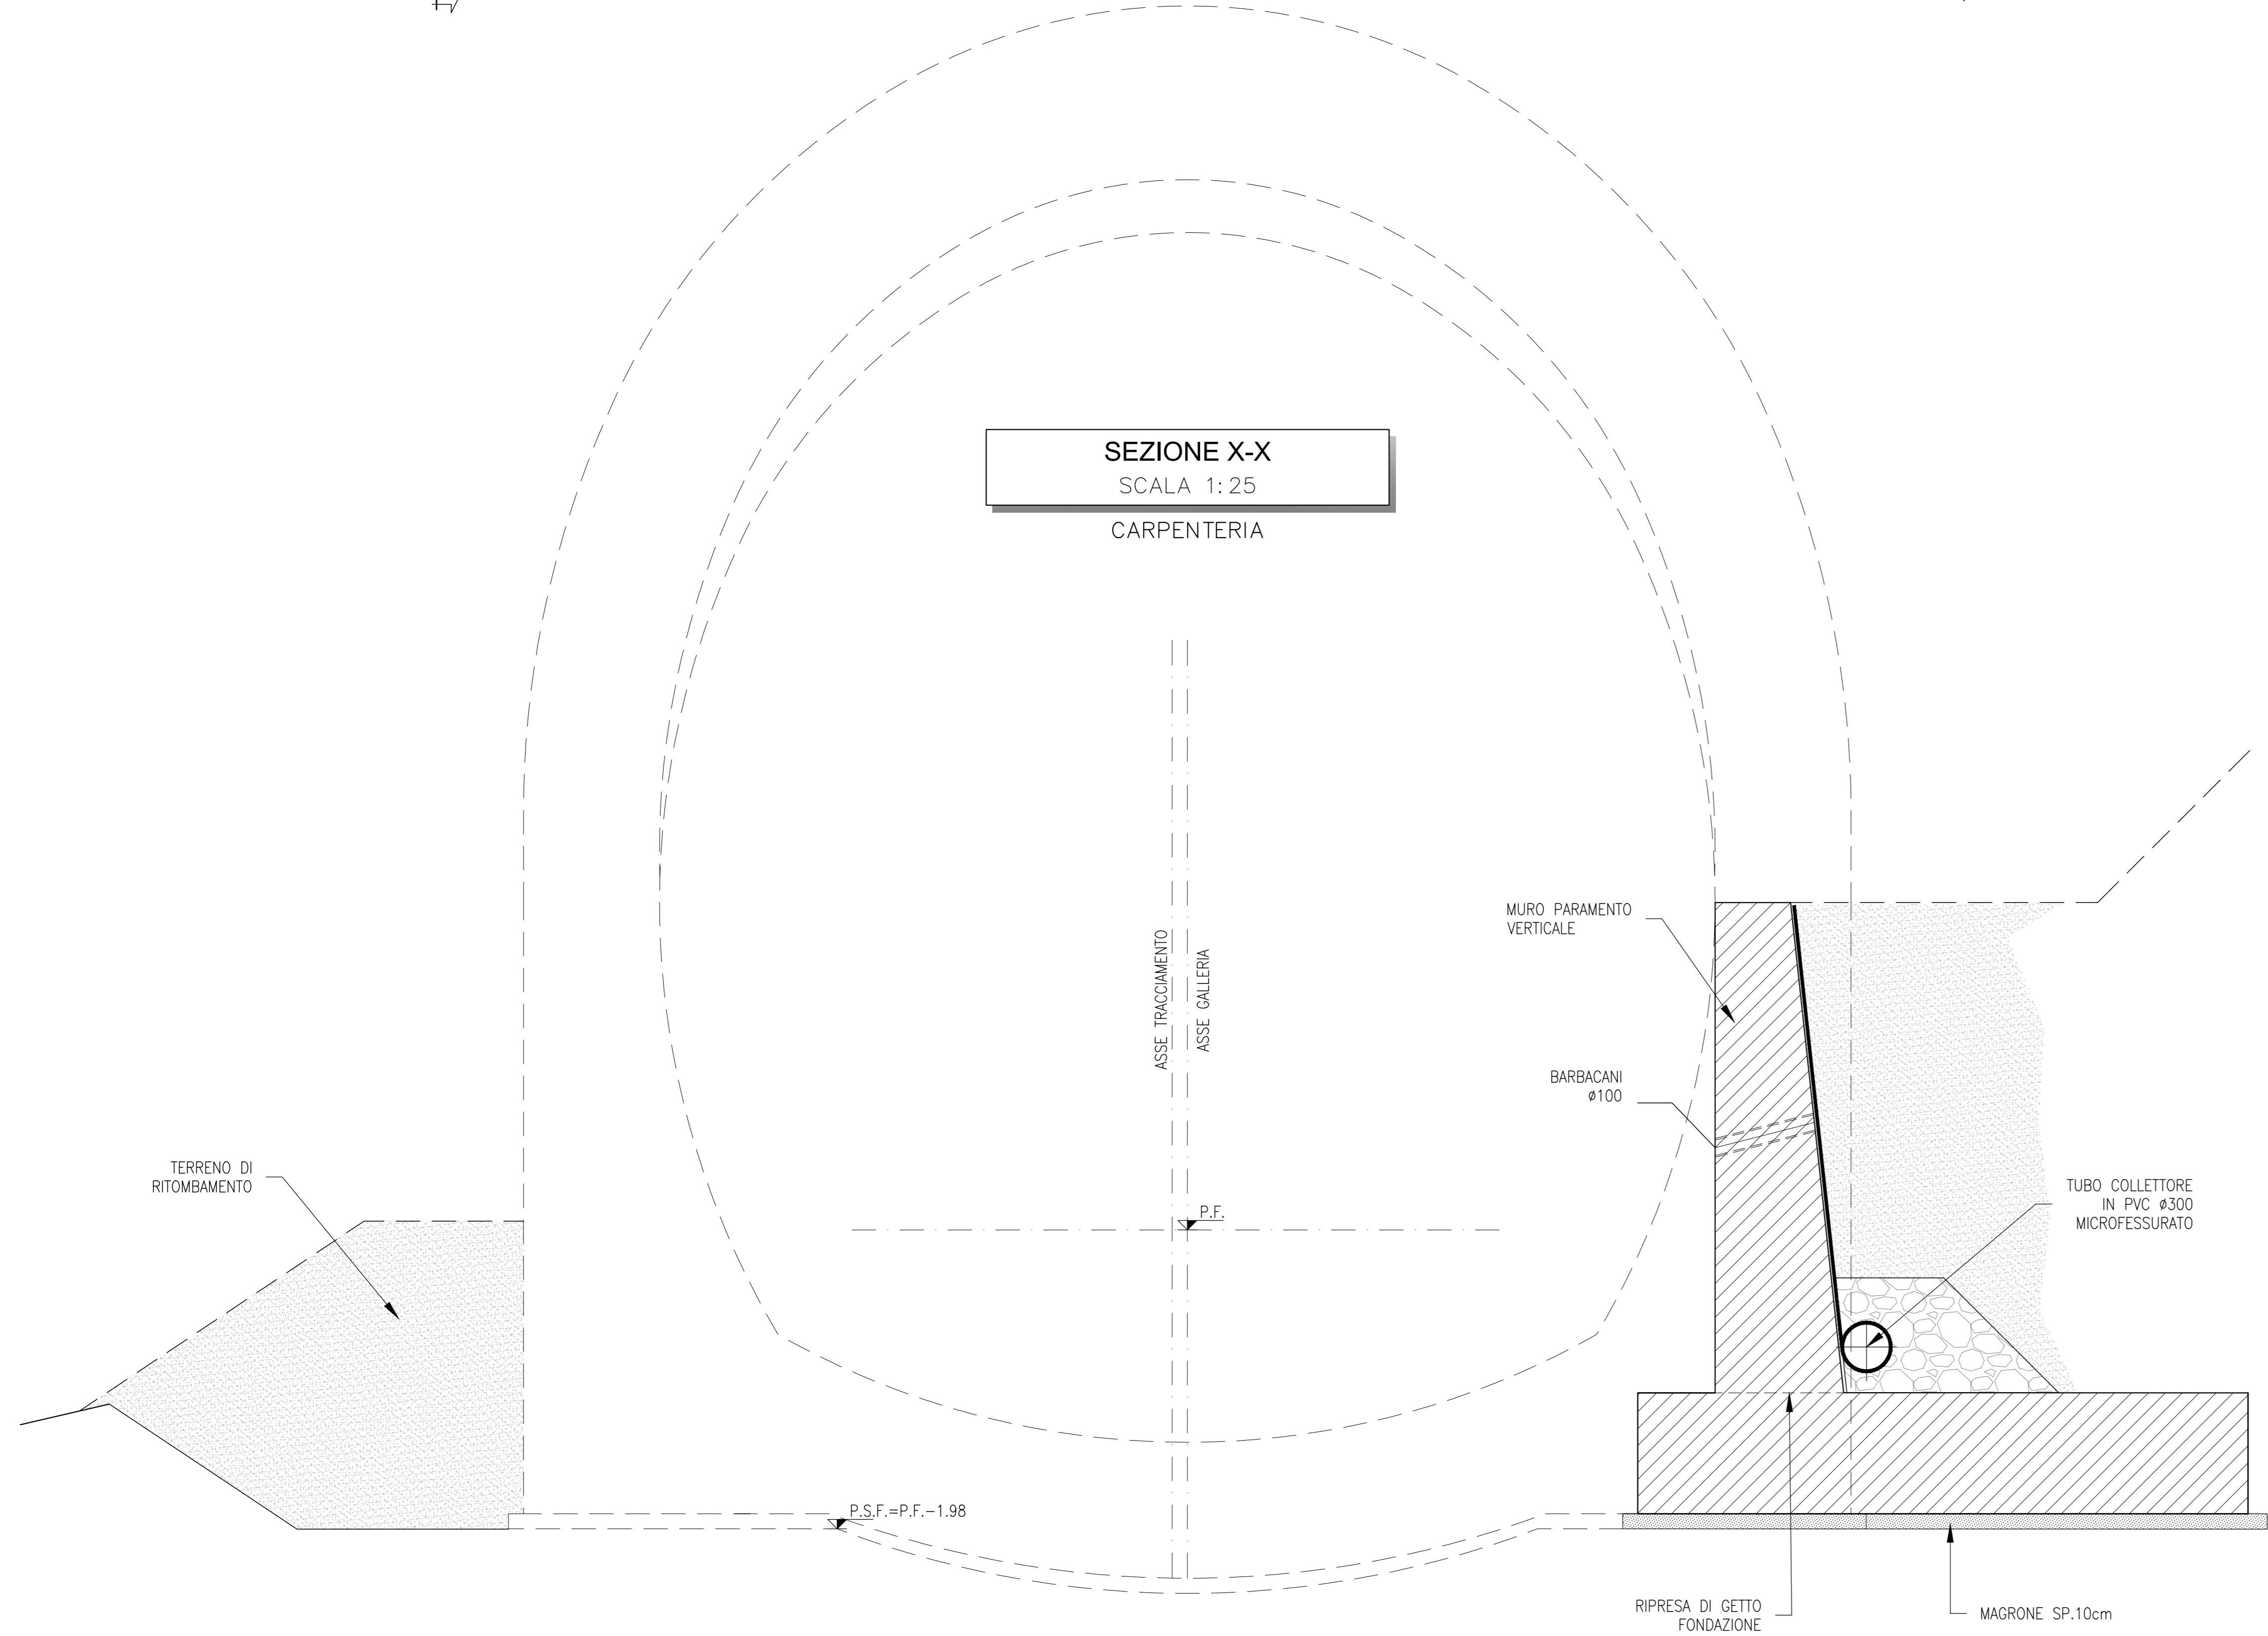 SEZIONE X-X
SCALA 1:25
CARPENTERIA
MURO PARAMENTO
VERTICALE
ASSE TRACCIAMENTO
ASSE GALLERIA
BARBACANI
ø100
TERRENO DI
RITOMBAMENTO
P.F.
TUBO COLLETTORE
IN PVC ø300
MICROFESSURATO
P.S.F.=P.F.-1.98
RIPRESA DI GETTO
FONDAZIONE
MAGRONE SP.10cm